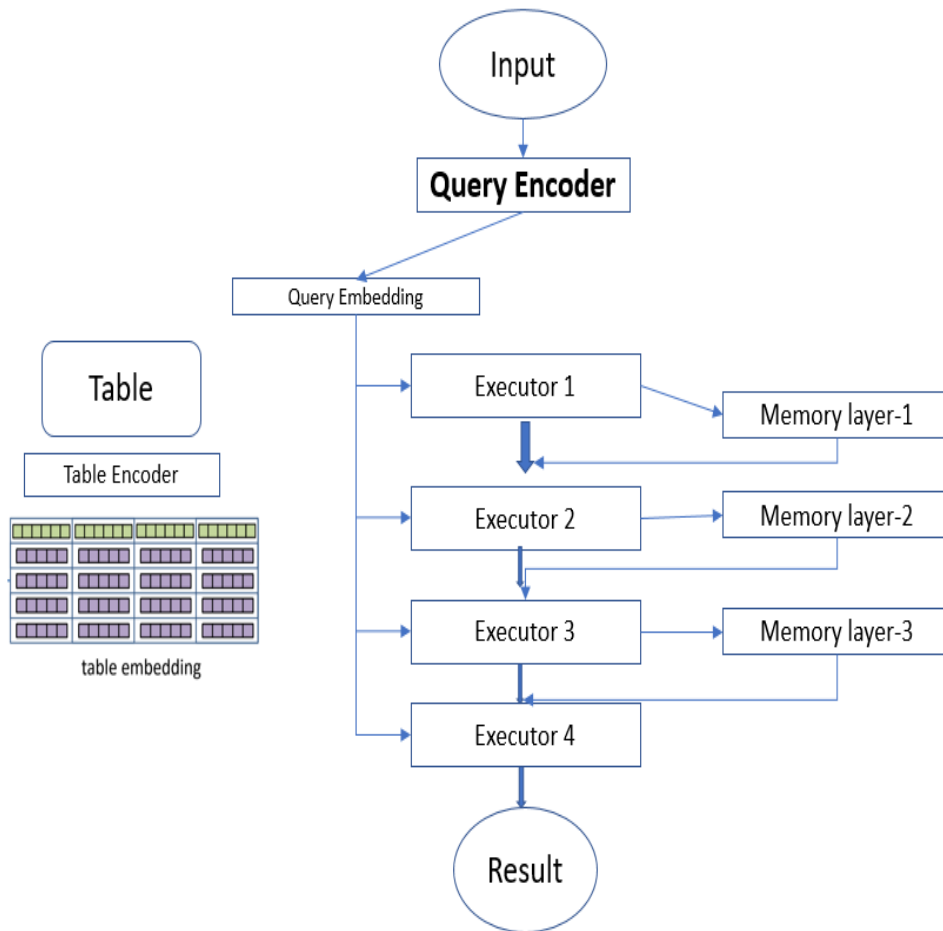 Input
Query Encoder
Query Embedding
Table
Table Encoder
table embedding
Executor 1
Memory layer-1
Executor 2
Memory layer-2
Executor 3
Memory layer-3
Executor 4
Result